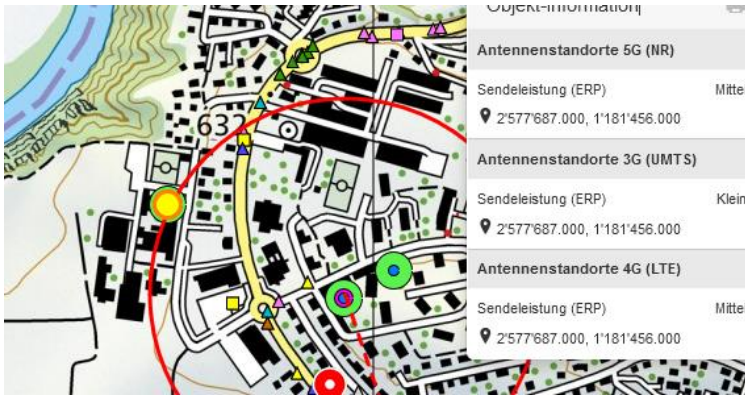 Objekt-Information
Antennenstandorte 5G (NR)
Sendeleistung (ERP) Mittel
2'577'687.000, 1'181'456.000
Antennenstandorte 3G (UMTS)
Sendeleistung (ERP) Klein
2'577'687.000, 1'181'456.000
Antennenstandorte 4G (LTE)
Sendeleistung (ERP) Mittel
2'577'687.000, 1'181'456.000
632